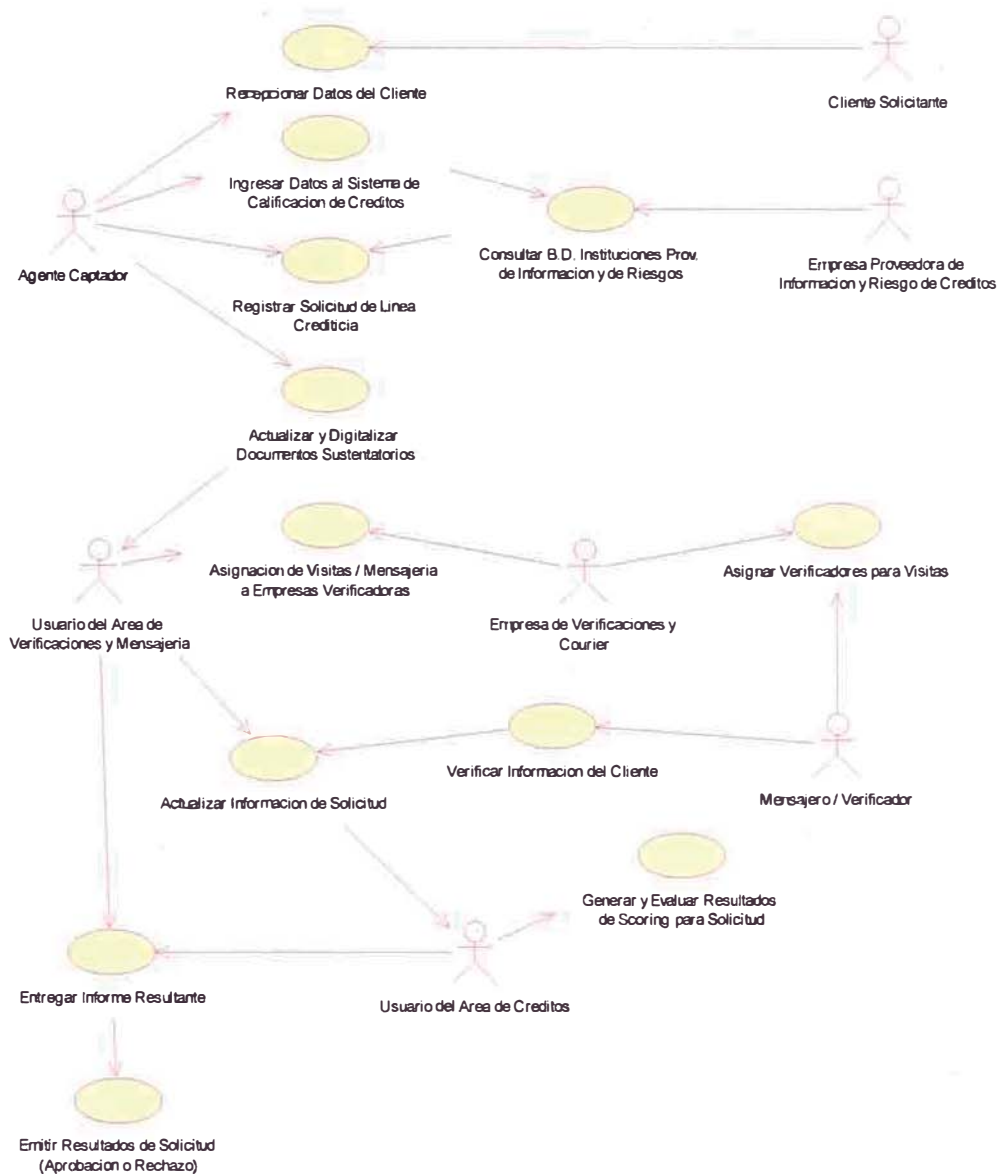 Recepcionar Datos del Cliente
Cliente Solicitante
Ingresar Datos al Sistema de
Calificacion de Creditos
Agente Captador
Consultar B.D. Instituciones Prov.
de Informacion y de Riesgos
Empresa Proveedora de
Informacion y Riesgo de Creditos
Registrar Solicitud de Linea
Crediticia
Actualizar y Digitalizar
Documentos Sustentatorios
Asignacion de Visitas / Mensajeria
a Empresas Verificadoras
Asignar Verificadores para Visitas
Usuario del Area de
Verificaciones y Mensajeria
Empresa de Verificaciones y
Courier
Verificar Informacion del Cliente
Actualizar Informacion de Solicitud
Mensajero / Verificador
Generar y Evaluar Resultados
de Scoring para Solicitud
Entregar Informe Resultante
Usuario del Area de Creditos
Emitir Resultados de Solicitud
(Aprobacion o Rechazo)